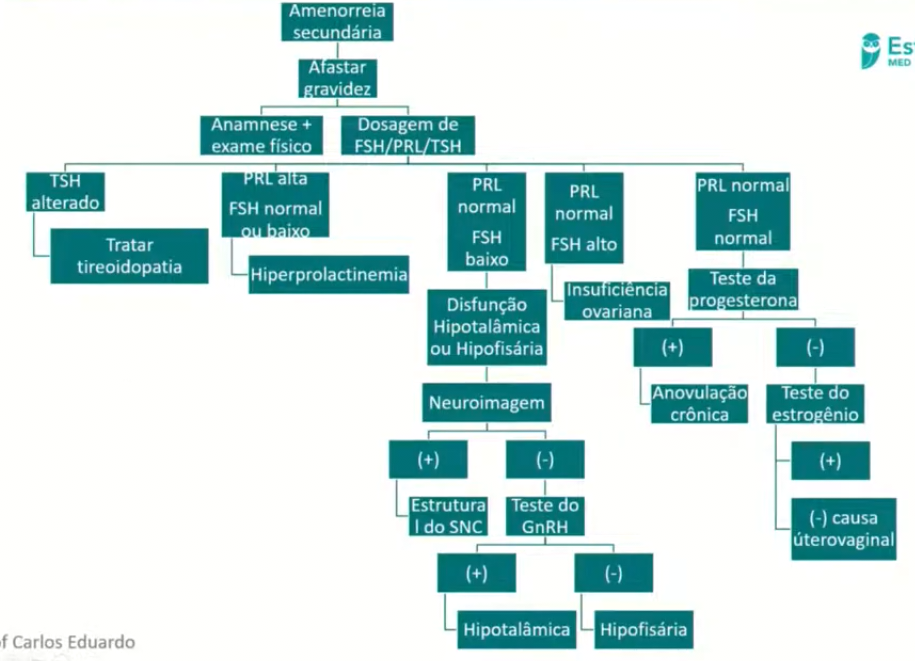 Amenorreia
secundária
Afastar
gravidez
Anamnese +
exame físico
Dosagem de
FSH/PRL/TSH
TSH
alterado
Tratar
tireoidopatia
PRL alta
FSH normal
ou baixo
Hiperprolactinemia
PRL
normal
FSH
baixo
Disfunção
Hipotalâmica
ou Hipofisária
Neuroimagem
(+)
Estrutura
l do SNC
(-)
Teste do
GnRH
(+)
Hipotalâmica
(-)
Hipofisária
PRL
normal
FSH alto
Insuficiência
ovariana
PRL normal
FSH
normal
Teste da
progesterona
(+)
Anovulação
crônica
(-)
Teste do
estrogênio
(+)
(-) causa
úterovaginal
MED
f Carlos Eduardo